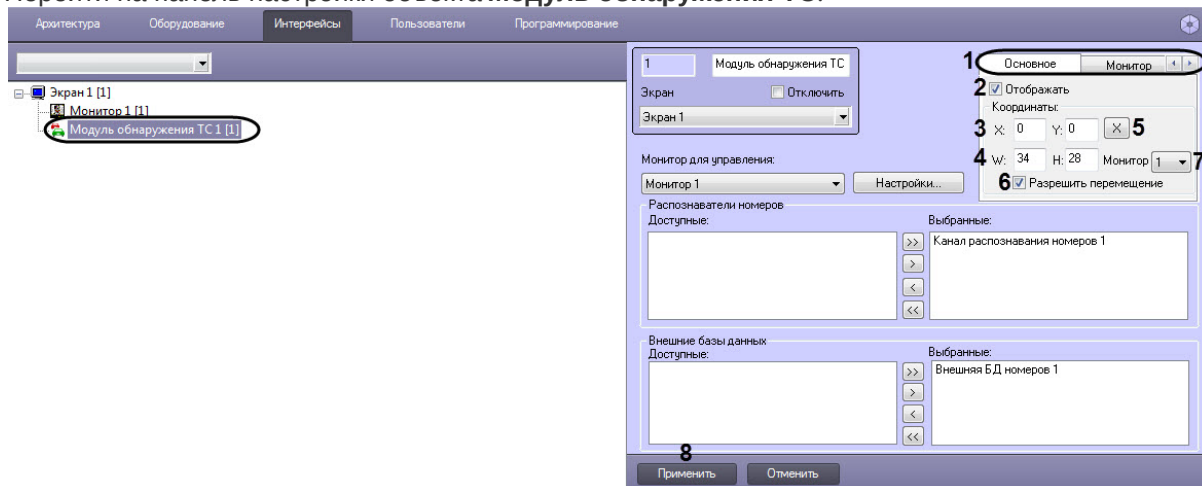 Перейти на панель настройки объекта Модуль обнаружения ТС.
Архитектура Оборудование Интерфейсы Пользователи Программирование
Экран 1 [1]
Монитор 1 [1]
Модуль обнаружения ТС 1 [1]
1 Модуль обнаружения ТС
Экран Отключить
Экран 1
1 Основное Монитор
2 Отображать
Координаты:
3 X: 0 Y: 0 X 5
4 W: 34 H: 28 Монитор 1 7
6 Разрешить перемещение
Монитор для управления:
Монитор 1 Настройки...
Распознаватели номеров
Доступные: Выбранные:
Канал распознавания номеров 1
>>
>
<
<<
Внешние базы данных
Доступные: Выбранные:
Внешняя БД номеров 1
>>
>
<
<<
8
Применить Отменить